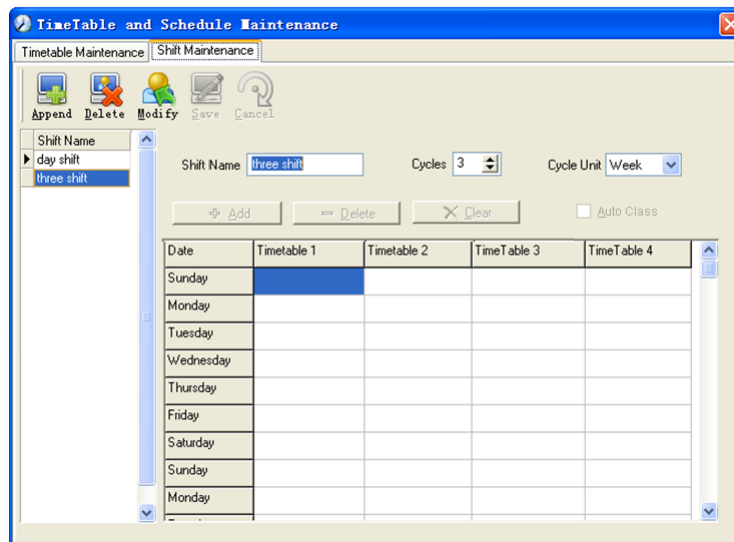 TimeTable and Schedule Maintenance
Timetable Maintenance Shift Maintenance
Append Delete Modify Save Cancel
Shift Name
day shift
three shift
Shift Name three shift Cycles 3 Cycle Unit Week
Add Delete Clear Auto Class
Date Timetable 1 Timetable 2 TimeTable 3 TimeTable 4
Sunday
Monday
Tuesday
Wednesday
Thursday
Friday
Saturday
Sunday
Monday